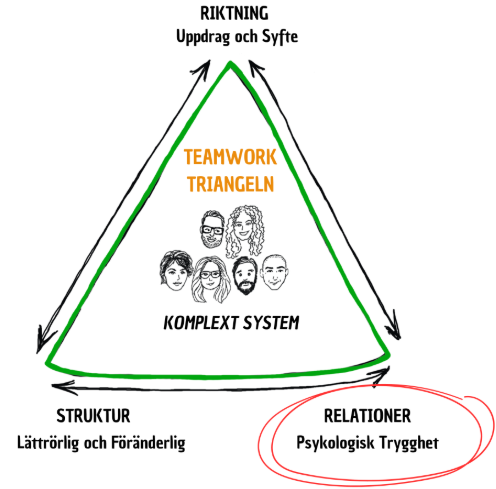 RIKTNING
Uppdrag och Syfte
TEAMWORK
TRIANGELN
KOMPLEXT SYSTEM
STRUKTUR
Lättrörlig och Föränderlig
RELATIONER
Psykologisk Trygghet